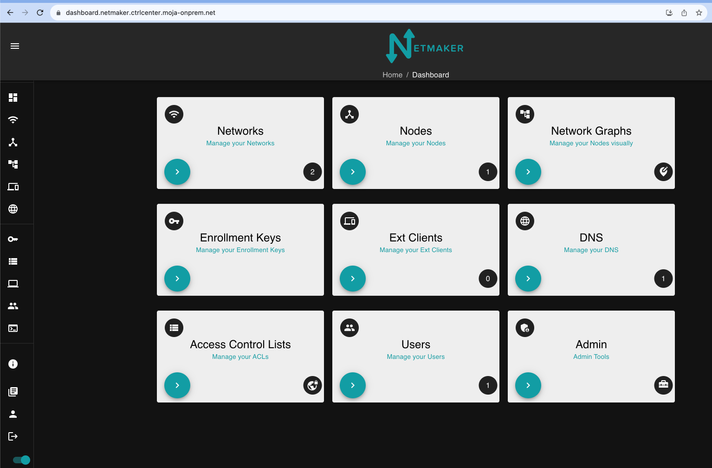 dashboard.netmaker.ctrlcenter.moja-onprem.net
NETMAKER
Home / Dashboard
Networks
Manage your Networks
2
Nodes
Manage your Nodes
1
Network Graphs
Manage your Nodes visually
Enrollment Keys
Manage your Enrollment Keys
Ext Clients
Manage your Ext Clients
0
DNS
Manage your DNS
1
Access Control Lists
Manage your ACLs
Users
Manage your Users
1
Admin
Admin Tools